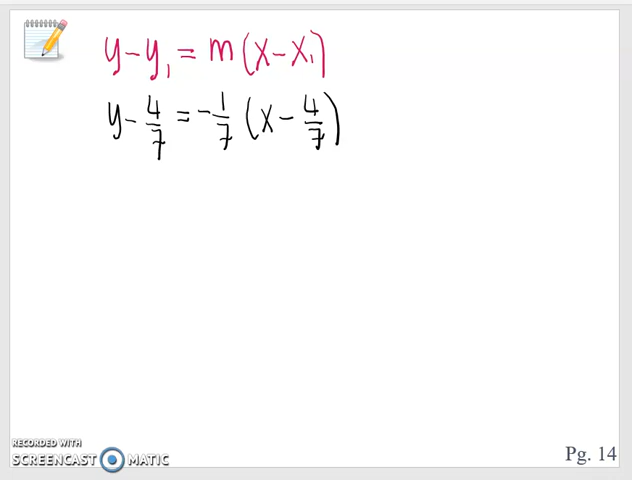 y - y₁ = m(x - x₁)
y - 4/7 = -1/7 (x - 4/7)
RECORDED WITH
SCREENCAST MATIC
Pg. 14